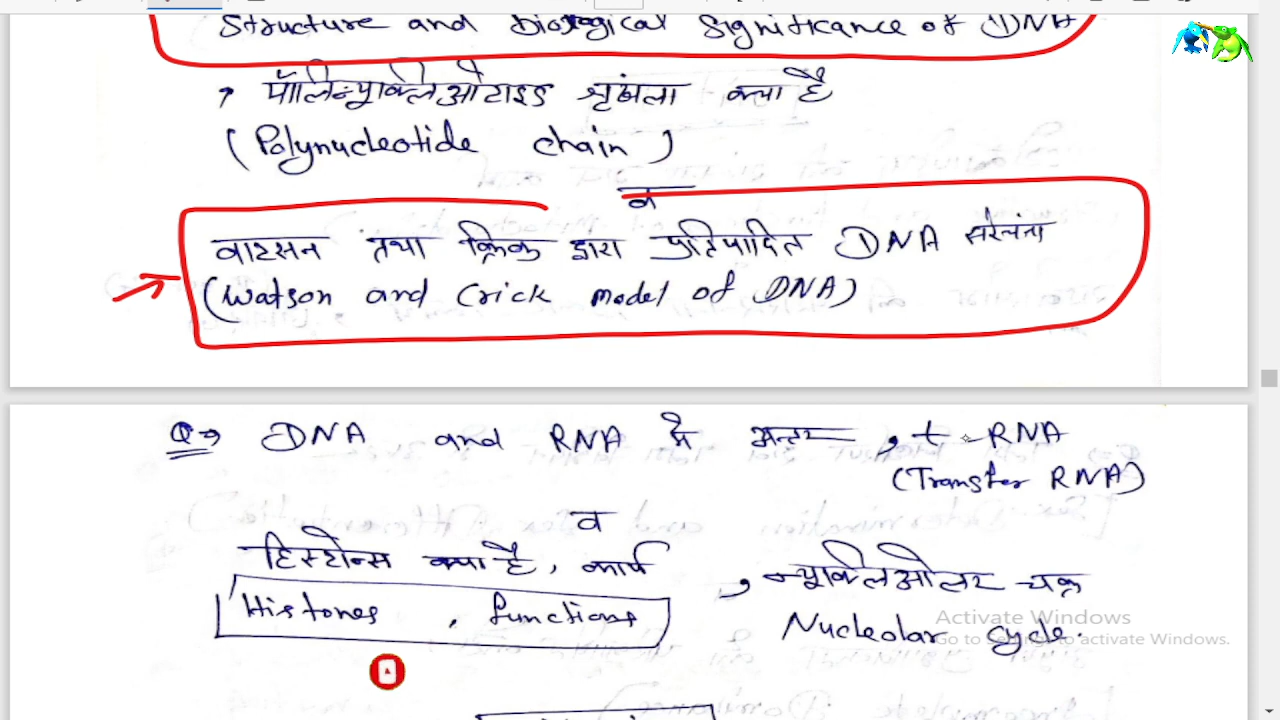 Structure and Biological Significance of DNA
→ पॉलिन्यूक्लिओटाइड श्रृंखला क्या है
(Polynucleotide chain)
व
वाटसन तथा क्रिक द्वारा प्रतिपादित DNA संरचना
(Watson and Crick model of DNA)
Q→ DNA and RNA में अन्तर, t-RNA
(Transfer RNA)
व
हिस्टोन्स क्या है, कार्य, न्यूक्लिओलर चक्र
Histones, functions Nucleolar cycle.
Activate Windows
Go to Settings to activate Windows.